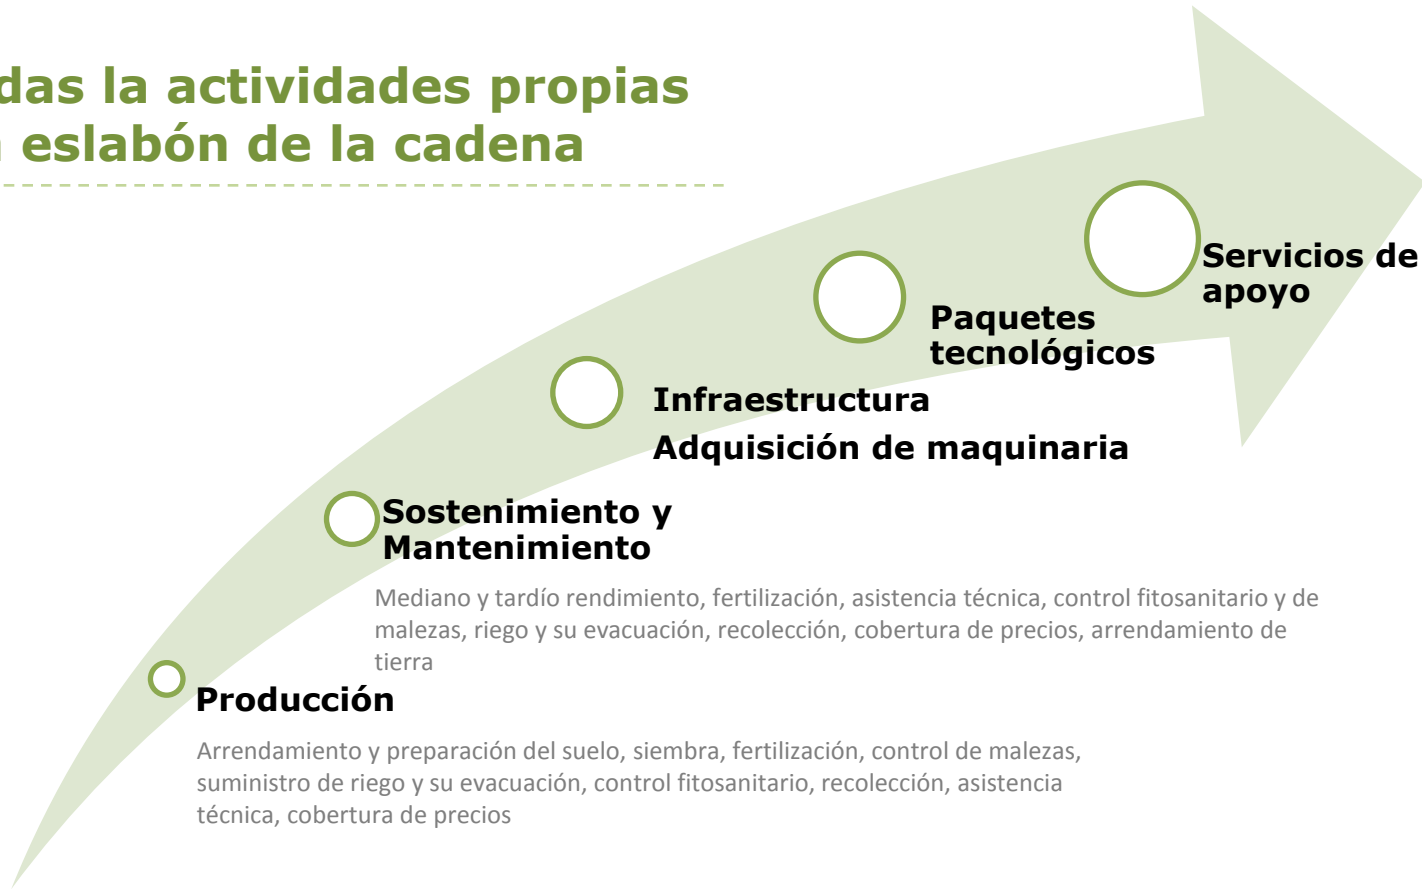 das la actividades propias
eslabón de la cadena
Servicios de
apoyo
Paquetes
tecnológicos
Infraestructura
Adquisición de maquinaria
Sostenimiento y
Mantenimiento
Mediano y tardío rendimiento, fertilización, asistencia técnica, control fitosanitario y de
malezas, riego y su evacuación, recolección, cobertura de precios, arrendamiento de
tierra
Producción
Arrendamiento y preparación del suelo, siembra, fertilización, control de malezas,
suministro de riego y su evacuación, control fitosanitario, recolección, asistencia
técnica, cobertura de precios